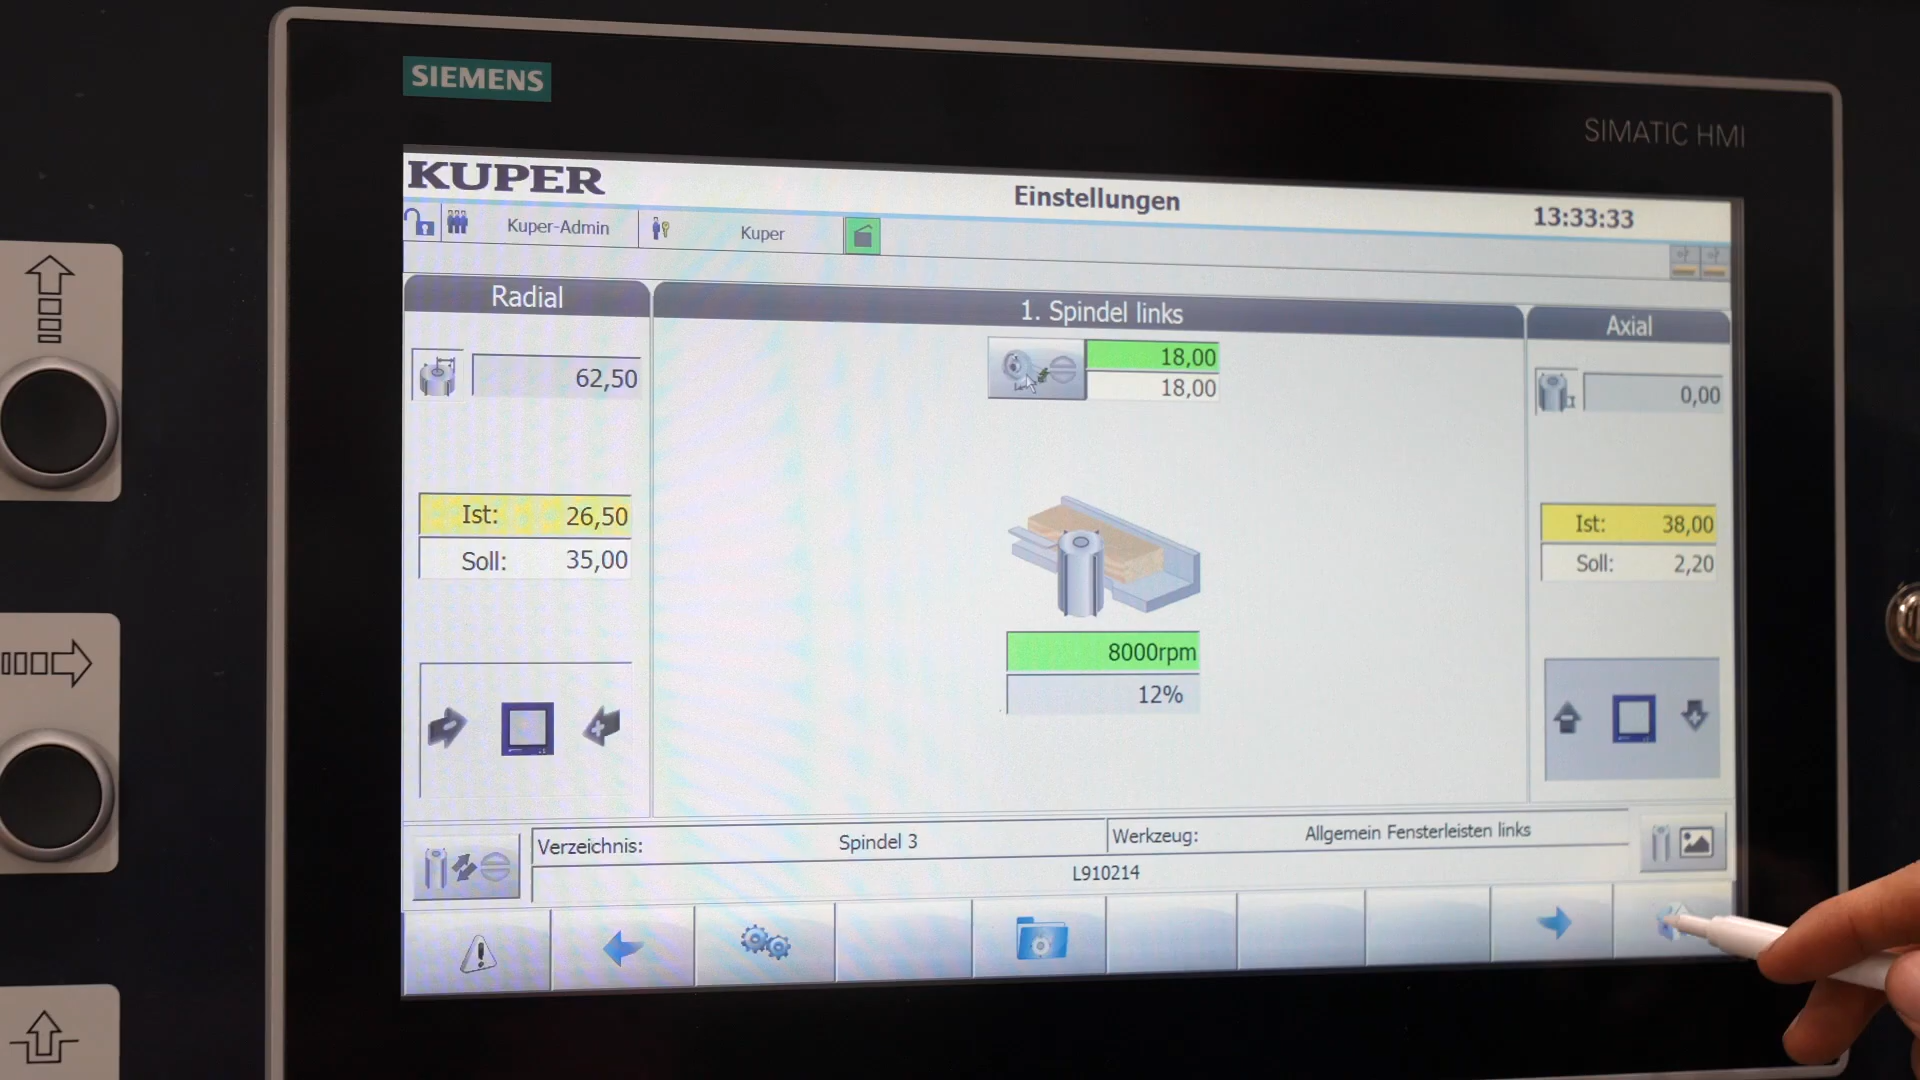 SIEMENS
SIMATIC HMI
KUPER
Einstellungen
13:33:33
Kuper-Admin
Kuper
Radial
1. Spindel links
Axial
62,50
18,00
18,00
0,00
Ist: 26,50
Soll: 35,00
Ist: 38,00
Soll: 2,20
8000rpm
12%
Verzeichnis: Spindel 3
Werkzeug: Allgemein Fensterleisten links
L910214